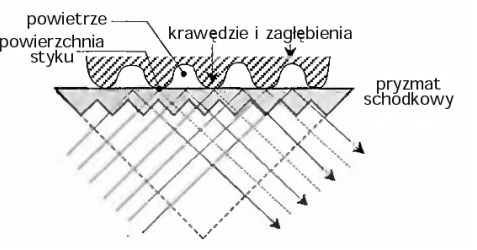 powietrze
krawędzie i zagłębienia
powierzchnia
styku
pryzmat
schodkowy